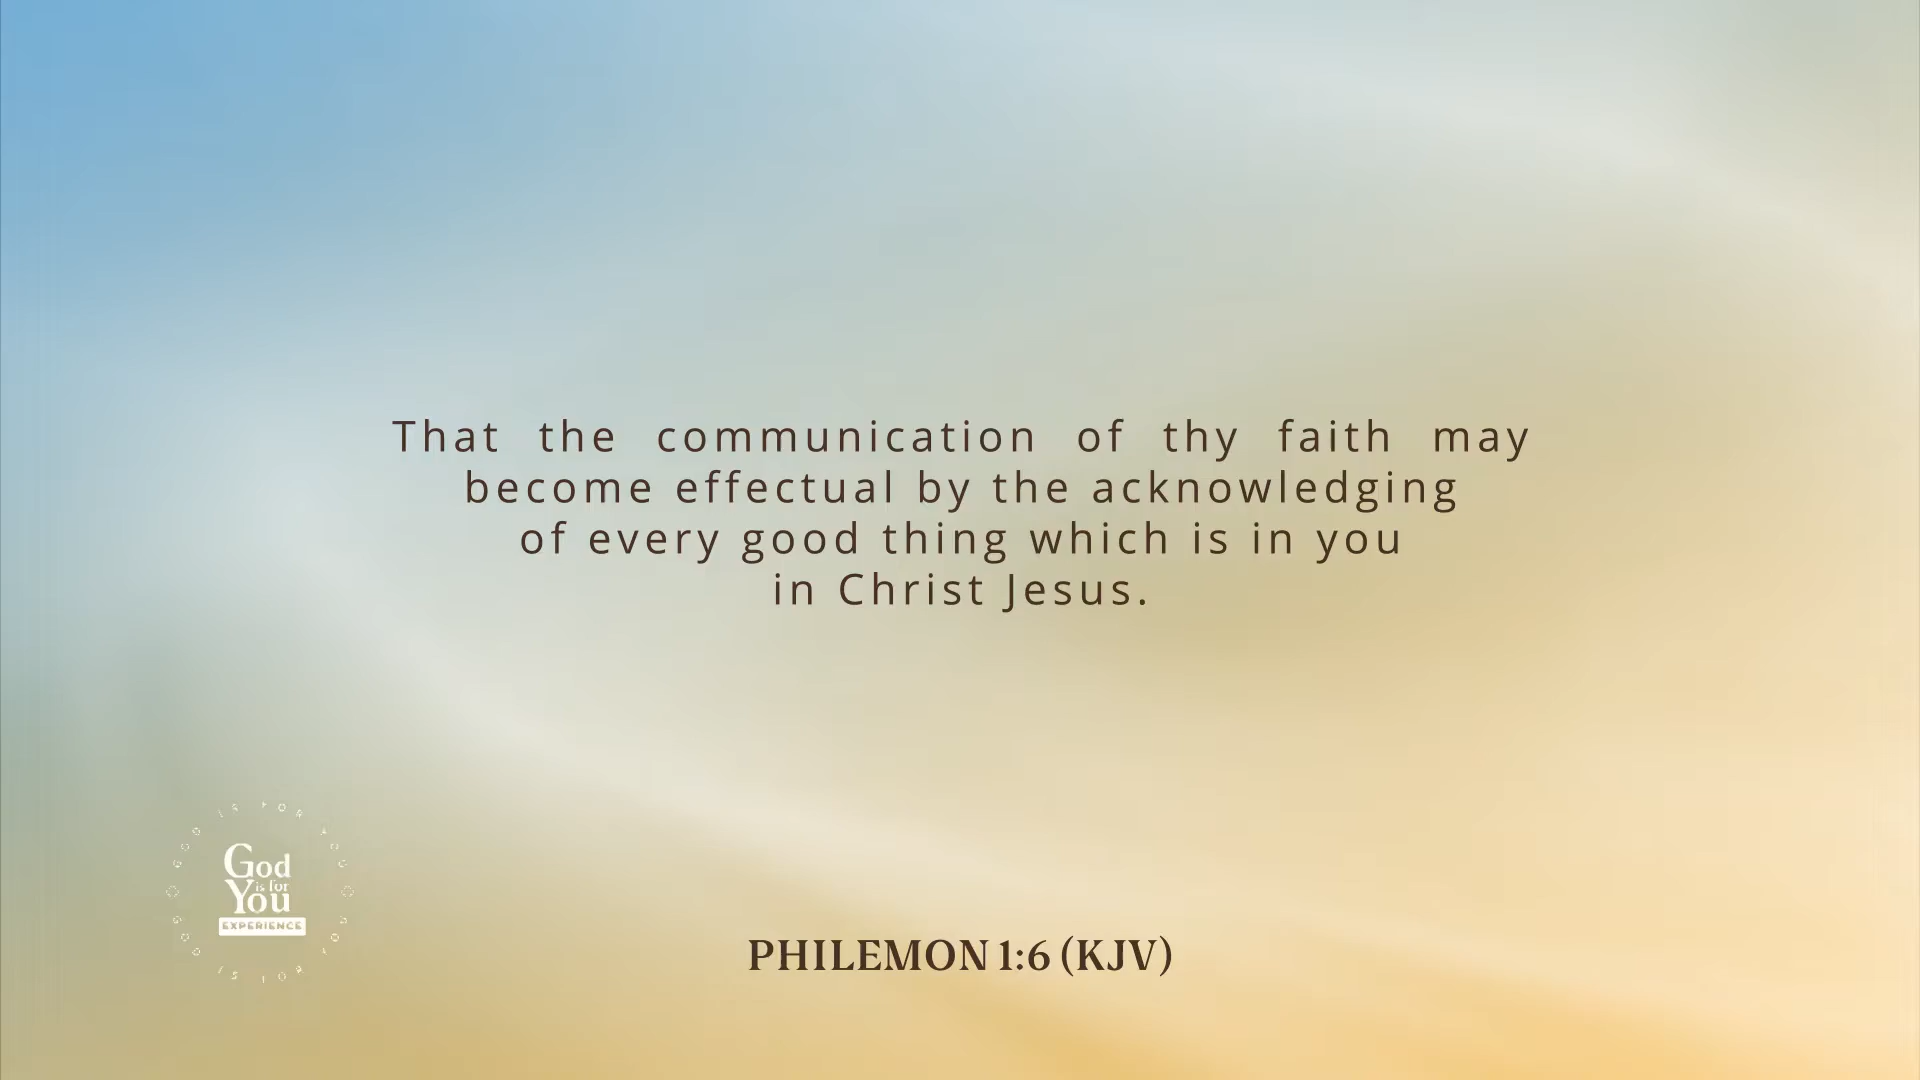 That the communication of thy faith may
become effectual by the acknowledging
of every good thing which is in you
in Christ Jesus.
God
is for
You
EXPERIENCE
PHILEMON 1:6 (KJV)